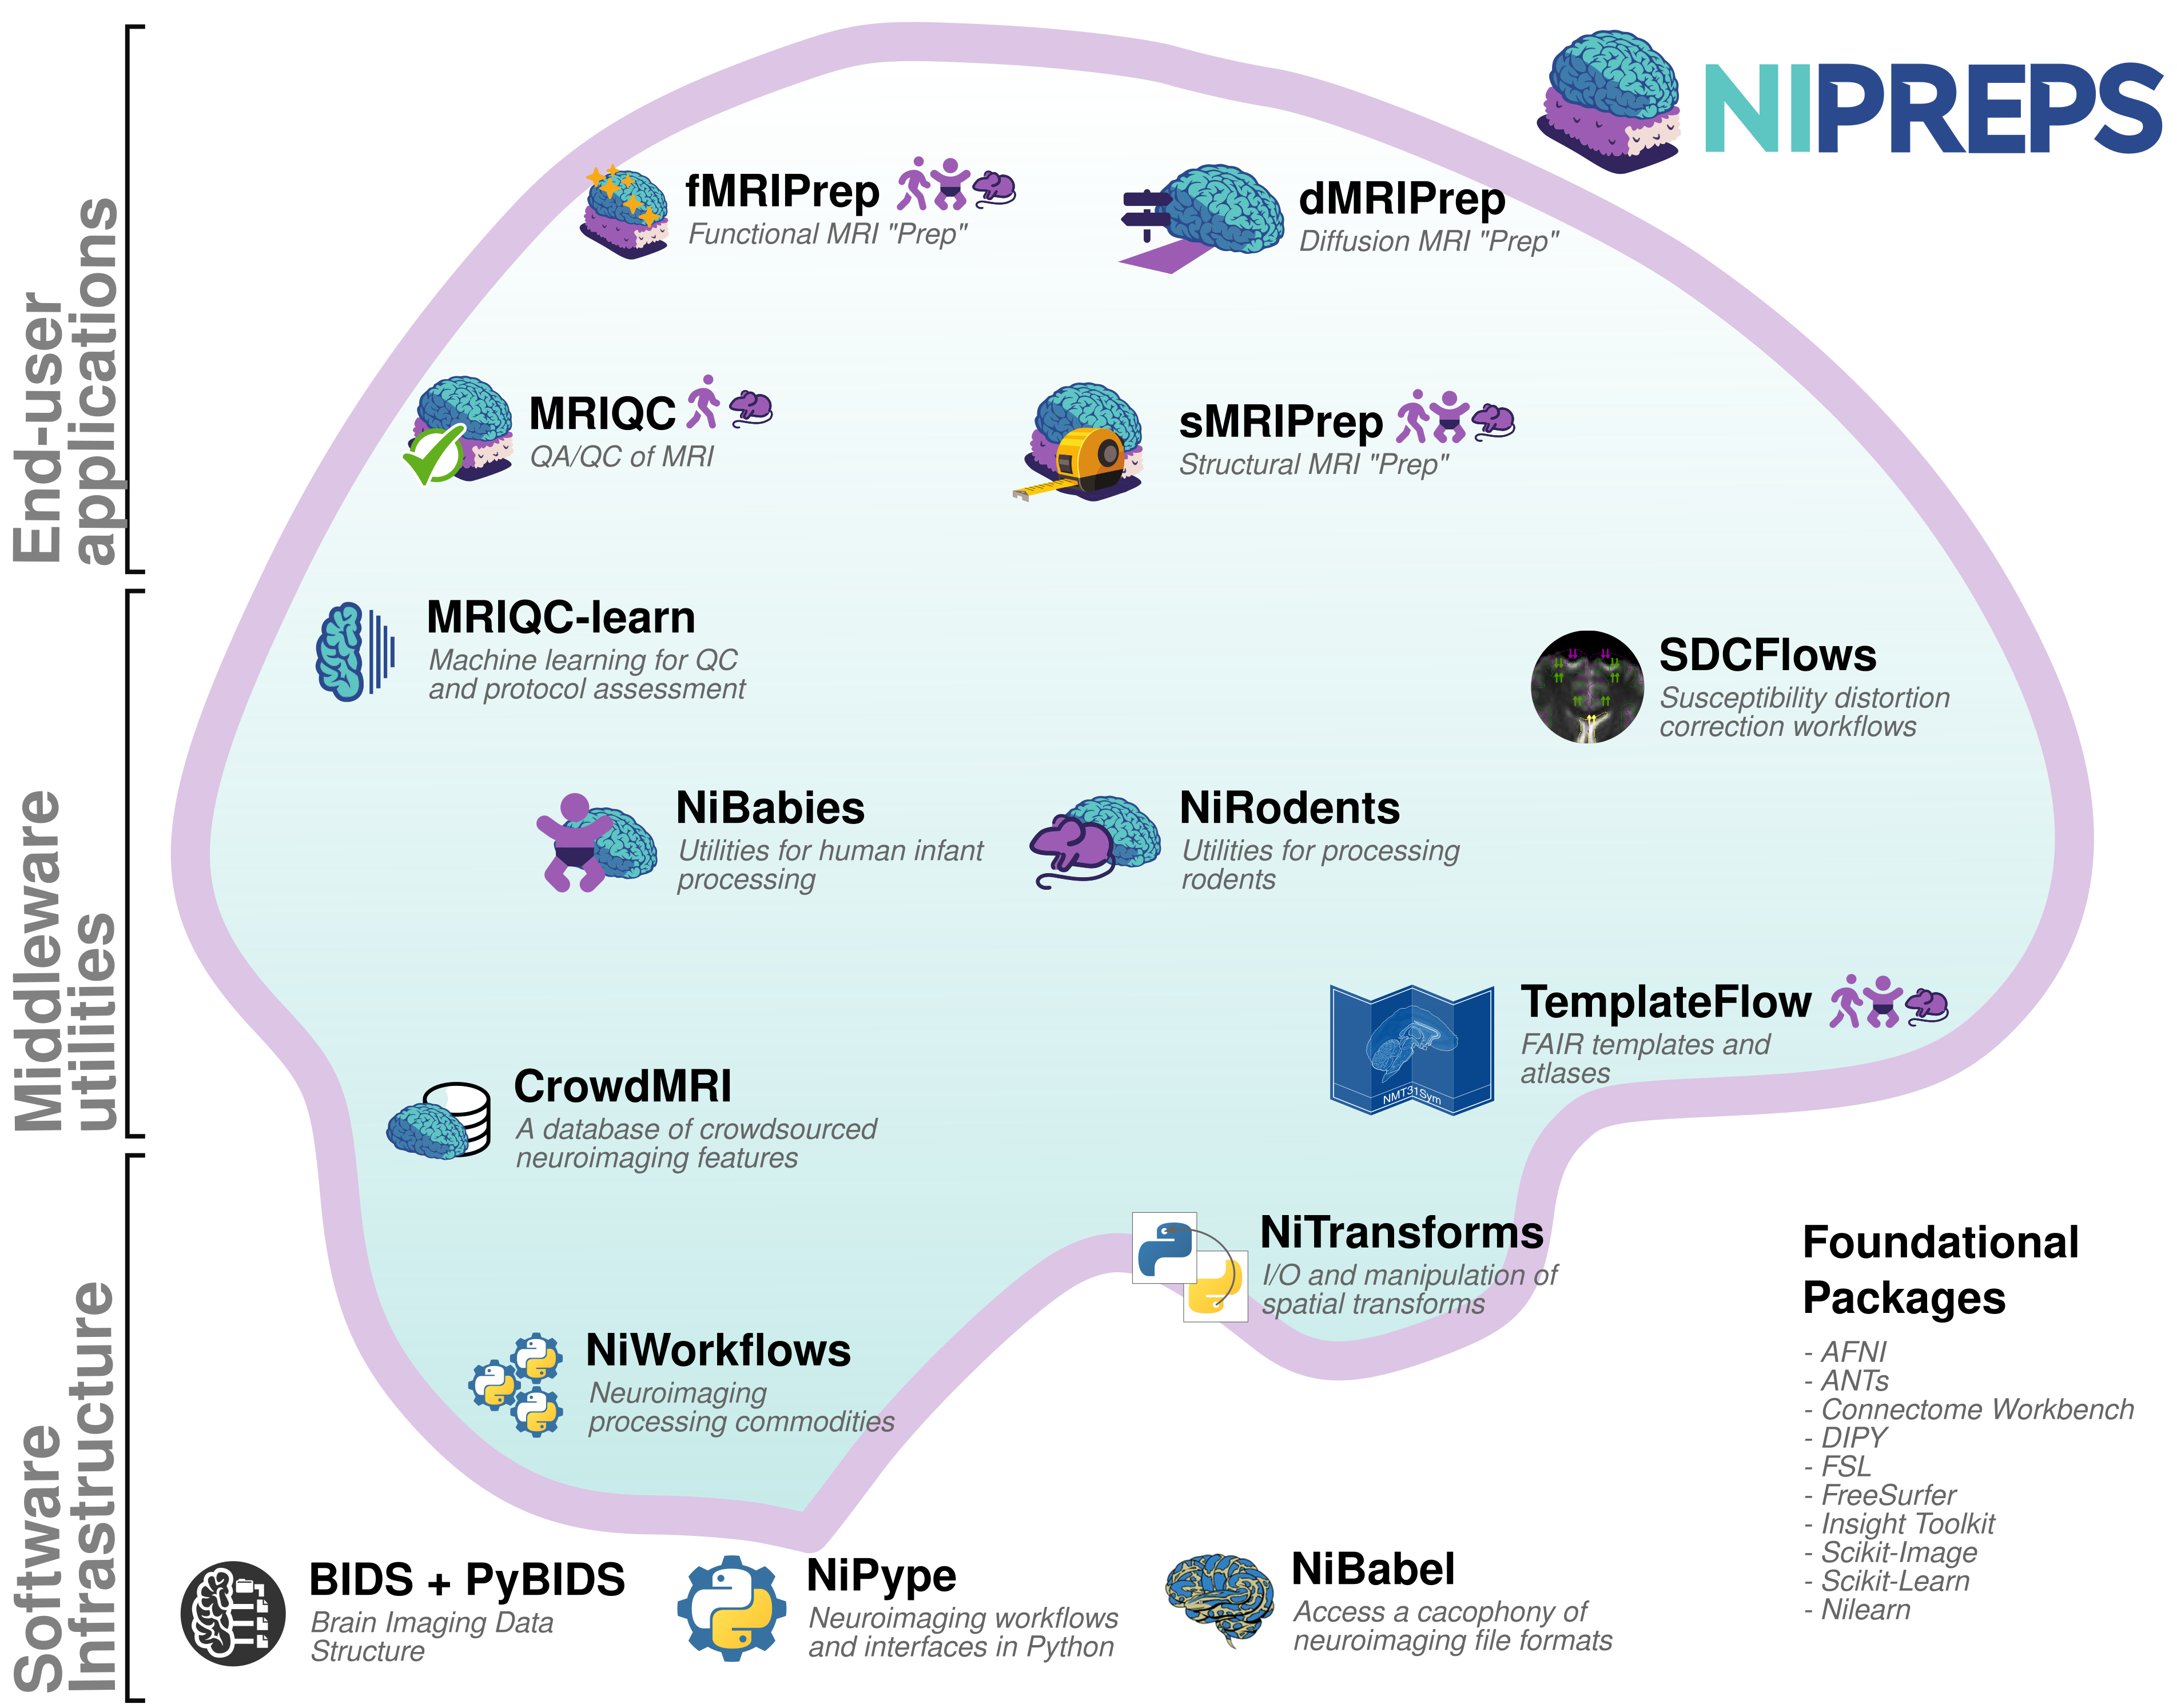 NIPREPS
End-user
applications
fMRIPrep
Functional MRI "Prep"
dMRIPrep
Diffusion MRI "Prep"
MRIQC
QA/QC of MRI
sMRIPrep
Structural MRI "Prep"
Middleware
utilities
MRIQC-learn
Machine learning for QC
and protocol assessment
SDCFlows
Susceptibility distortion
correction workflows
NiBabies
Utilities for human infant
processing
NiRodents
Utilities for processing
rodents
TemplateFlow
FAIR templates and
atlases
NMT31Sym
CrowdMRI
A database of crowdsourced
neuroimaging features
Software
Infrastructure
NiTransforms
I/O and manipulation of
spatial transforms
NiWorkflows
Neuroimaging
processing commodities
BIDS + PyBIDS
Brain Imaging Data
Structure
NiPype
Neuroimaging workflows
and interfaces in Python
NiBabel
Access a cacophony of
neuroimaging file formats
Foundational
Packages
- AFNI
- ANTs
- Connectome Workbench
- DIPY
- FSL
- FreeSurfer
- Insight Toolkit
- Scikit-Image
- Scikit-Learn
- Nilearn